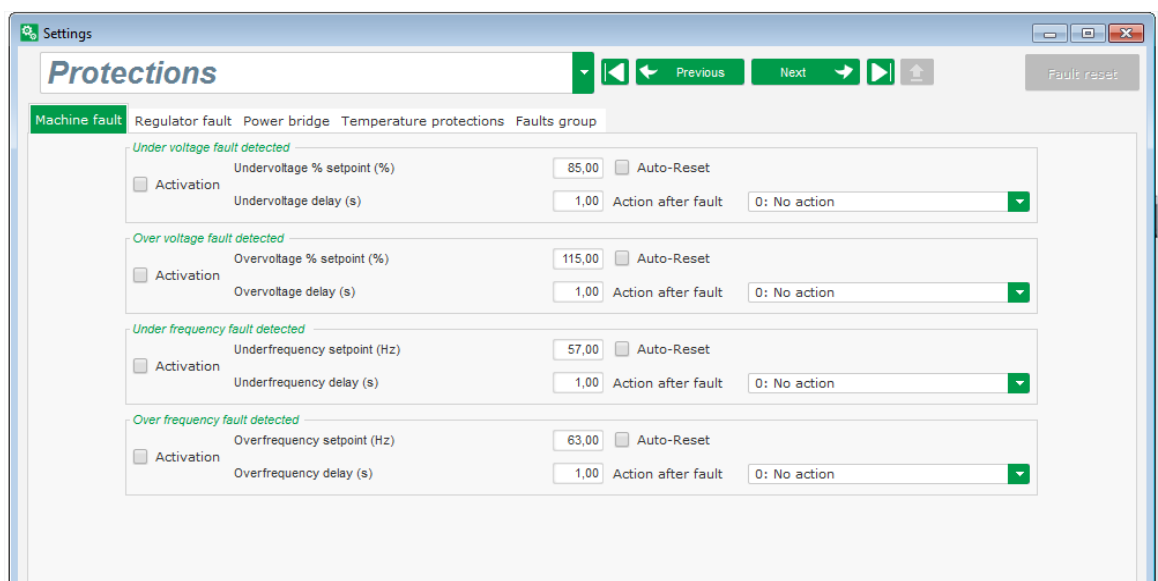 Settings
Protections
Previous
Next
Fault reset
Machine fault Regulator fault Power bridge Temperature protections Faults group
Under voltage fault detected
Activation
Undervoltage % setpoint (%) 85,00 Auto-Reset
Undervoltage delay (s) 1,00 Action after fault 0: No action
Over voltage fault detected
Activation
Overvoltage % setpoint (%) 115,00 Auto-Reset
Overvoltage delay (s) 1,00 Action after fault 0: No action
Under frequency fault detected
Activation
Underfrequency setpoint (Hz) 57,00 Auto-Reset
Underfrequency delay (s) 1,00 Action after fault 0: No action
Over frequency fault detected
Activation
Overfrequency setpoint (Hz) 63,00 Auto-Reset
Overfrequency delay (s) 1,00 Action after fault 0: No action